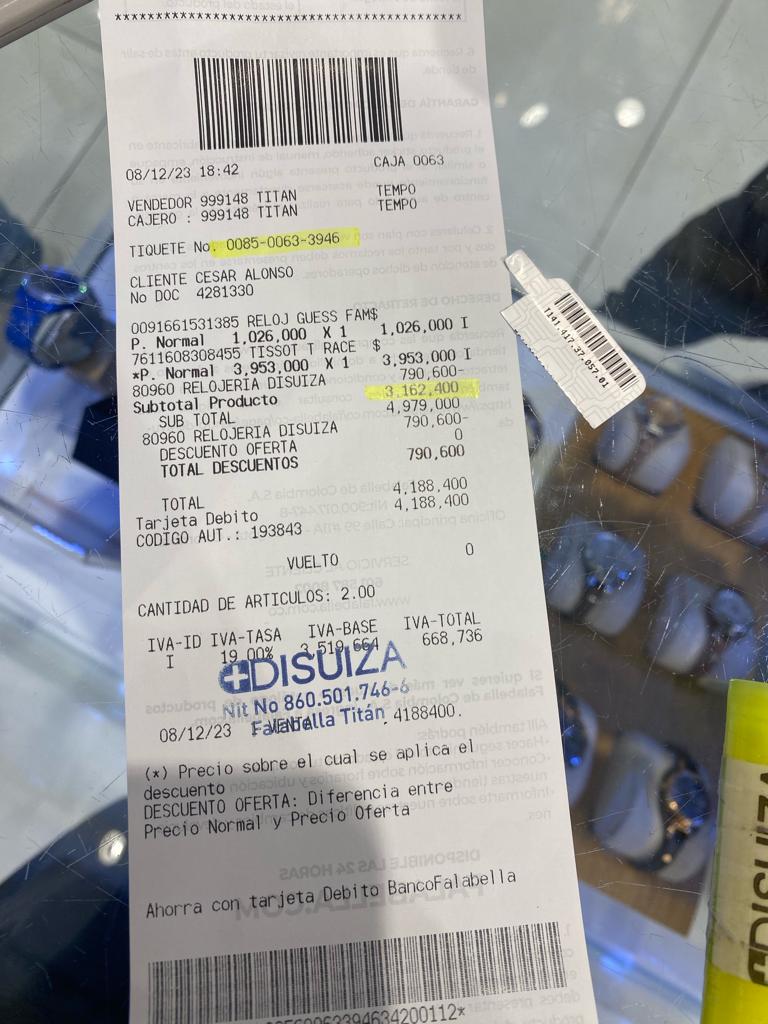 ****************************************
08/12/23 18:42 CAJA 0063
VENDEDOR 999148 TITAN TEMPO
CAJERO : 999148 TITAN TEMPO
TIQUETE No. 0085-0063-3946
CLIENTE CESAR ALONSO
No DOC 4281330
0091661531385 RELOJ GUESS FAM$
P. Normal 1,026,000 X 1 1,026,000 I
7611608308455 TISSOT T RACE $
*P. Normal 3,953,000 X 1 3,953,000 I
80960 RELOJERIA DISUIZA 790,600-
Subtotal Producto 3,162,400
SUB TOTAL 4,979,000
80960 RELOJERIA DISUIZA 790,600-
DESCUENTO OFERTA 0
TOTAL DESCUENTOS 790,600
TOTAL 4,188,400
Tarjeta Debito 4,188,400
CODIGO AUT.: 193843
VUELTO 0
CANTIDAD DE ARTICULOS: 2.00
IVA-ID IVA-TASA IVA-BASE IVA-TOTAL
I 19.00% 3,519,664 668,736
DISUIZA
Nit No 860.501.746-6
Falabella Titán
08/12/23 : VENTA . 4188400.
(*) Precio sobre el cual se aplica el
descuento
DESCUENTO OFERTA: Diferencia entre
Precio Normal y Precio Oferta
Ahorra con tarjeta Debito BancoFalabella
T141.417.37.057.01
DISUIZA